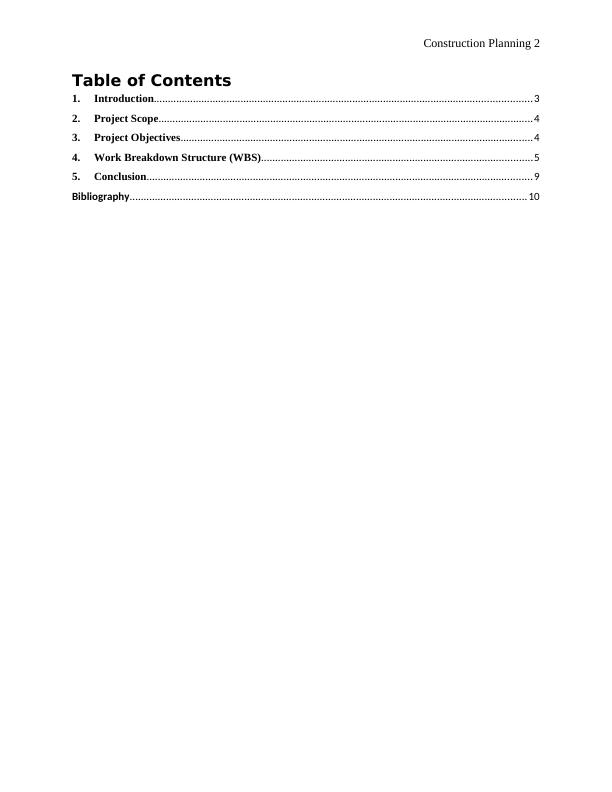 Construction Planning 2
Table of Contents
1. Introduction....................................................................................................................................3
2. Project Scope..................................................................................................................................4
3. Project Objectives..........................................................................................................................4
4. Work Breakdown Structure (WBS)..............................................................................................5
5. Conclusion......................................................................................................................................9
Bibliography..........................................................................................................................................10